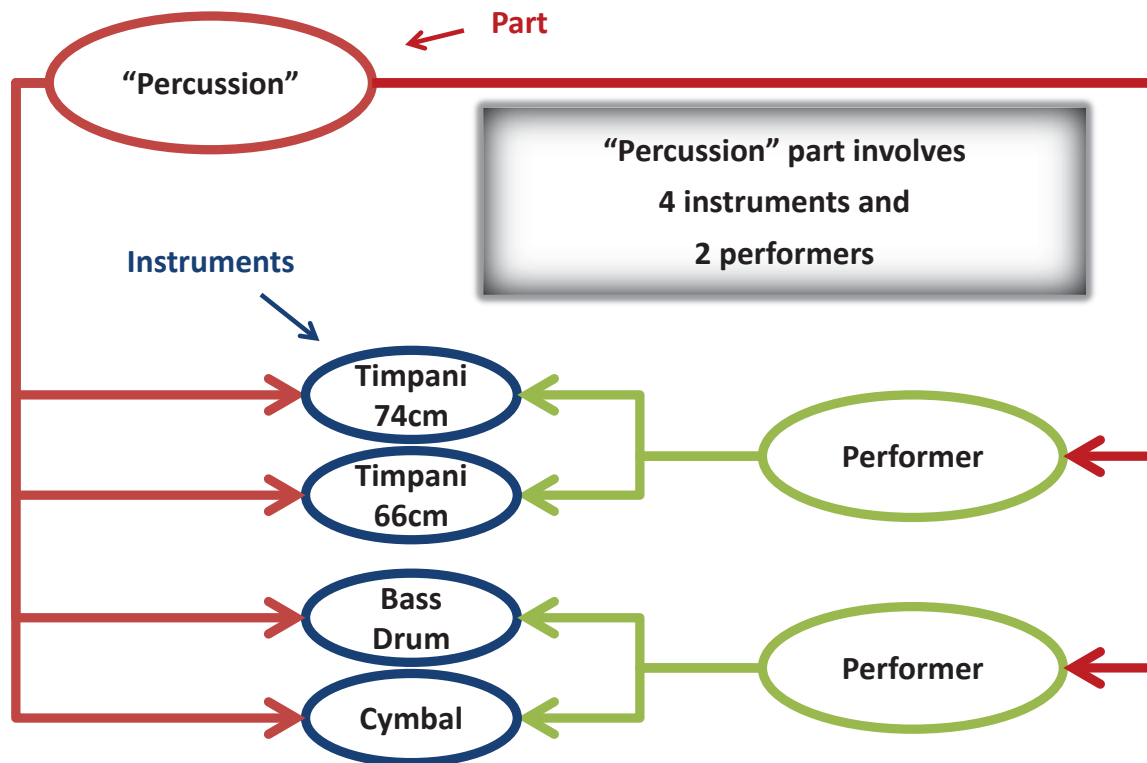 Part
“Percussion”
“Percussion” part involves
4 instruments and
2 performers
Instruments
Timpani
74cm
Timpani
66cm
Performer
Bass
Drum
Cymbal
Performer